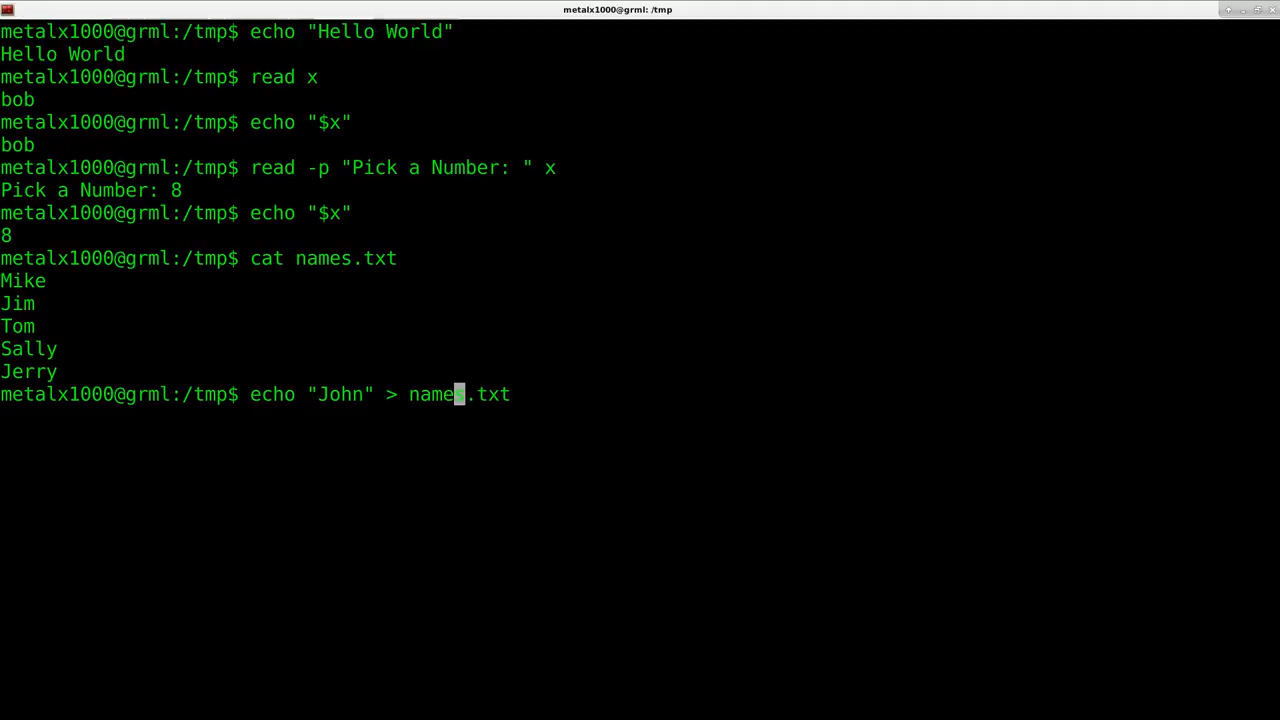 metalx1000@grml: /tmp
metalx1000@grml:/tmp$ echo "Hello World"
Hello World
metalx1000@grml:/tmp$ read x
bob
metalx1000@grml:/tmp$ echo "$x"
bob
metalx1000@grml:/tmp$ read -p "Pick a Number: " x
Pick a Number: 8
metalx1000@grml:/tmp$ echo "$x"
8
metalx1000@grml:/tmp$ cat names.txt
Mike
Jim
Tom
Sally
Jerry
metalx1000@grml:/tmp$ echo "John" > names.txt